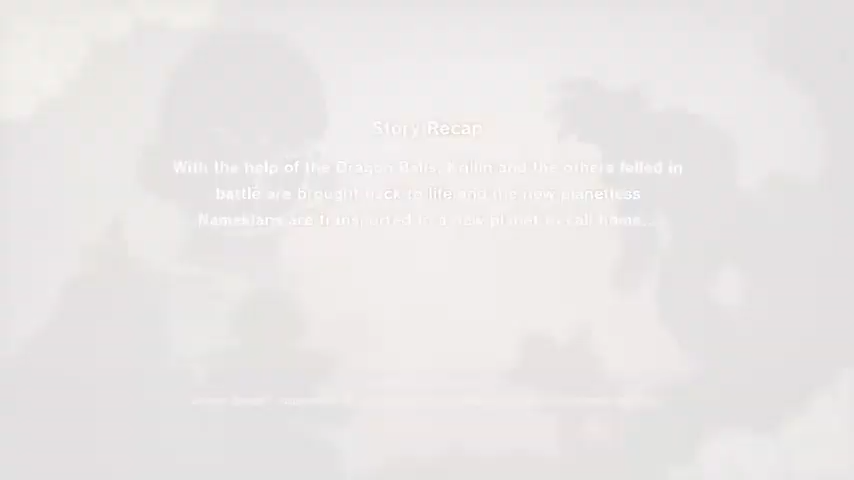 Story Recap
With the help of the Dragon Balls, Krillin and the others felled in
battle are brought back to life and the now planetless
Namekians are transported to a new planet to call home...